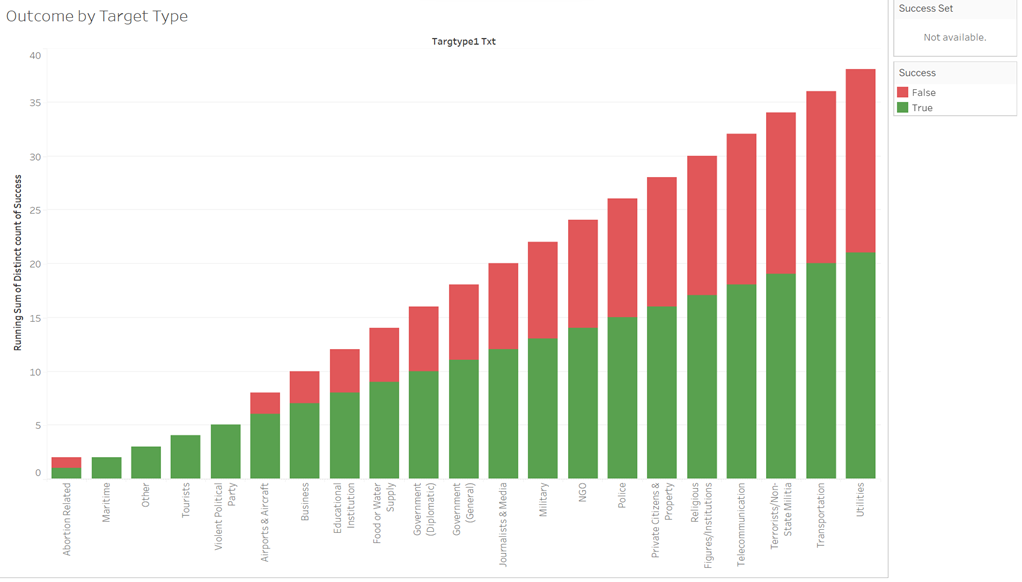 Outcome by Target Type
Success Set
Not available.
Success
False
True
Targtype1 Txt
Running Sum of Distinct count of Success
40
35
30
25
20
15
10
5
0
Abortion Related
Maritime
Other
Tourists
Violent Political
Party
Airports & Aircraft
Business
Educational
Institution
Food or Water
Supply
Government
(Diplomatic)
Government
(General)
Journalists & Media
Military
NGO
Police
Private Citizens &
Property
Religious
Figures/Institutions
Telecommunication
Terrorists/Non-
State Militia
Transportation
Utilities